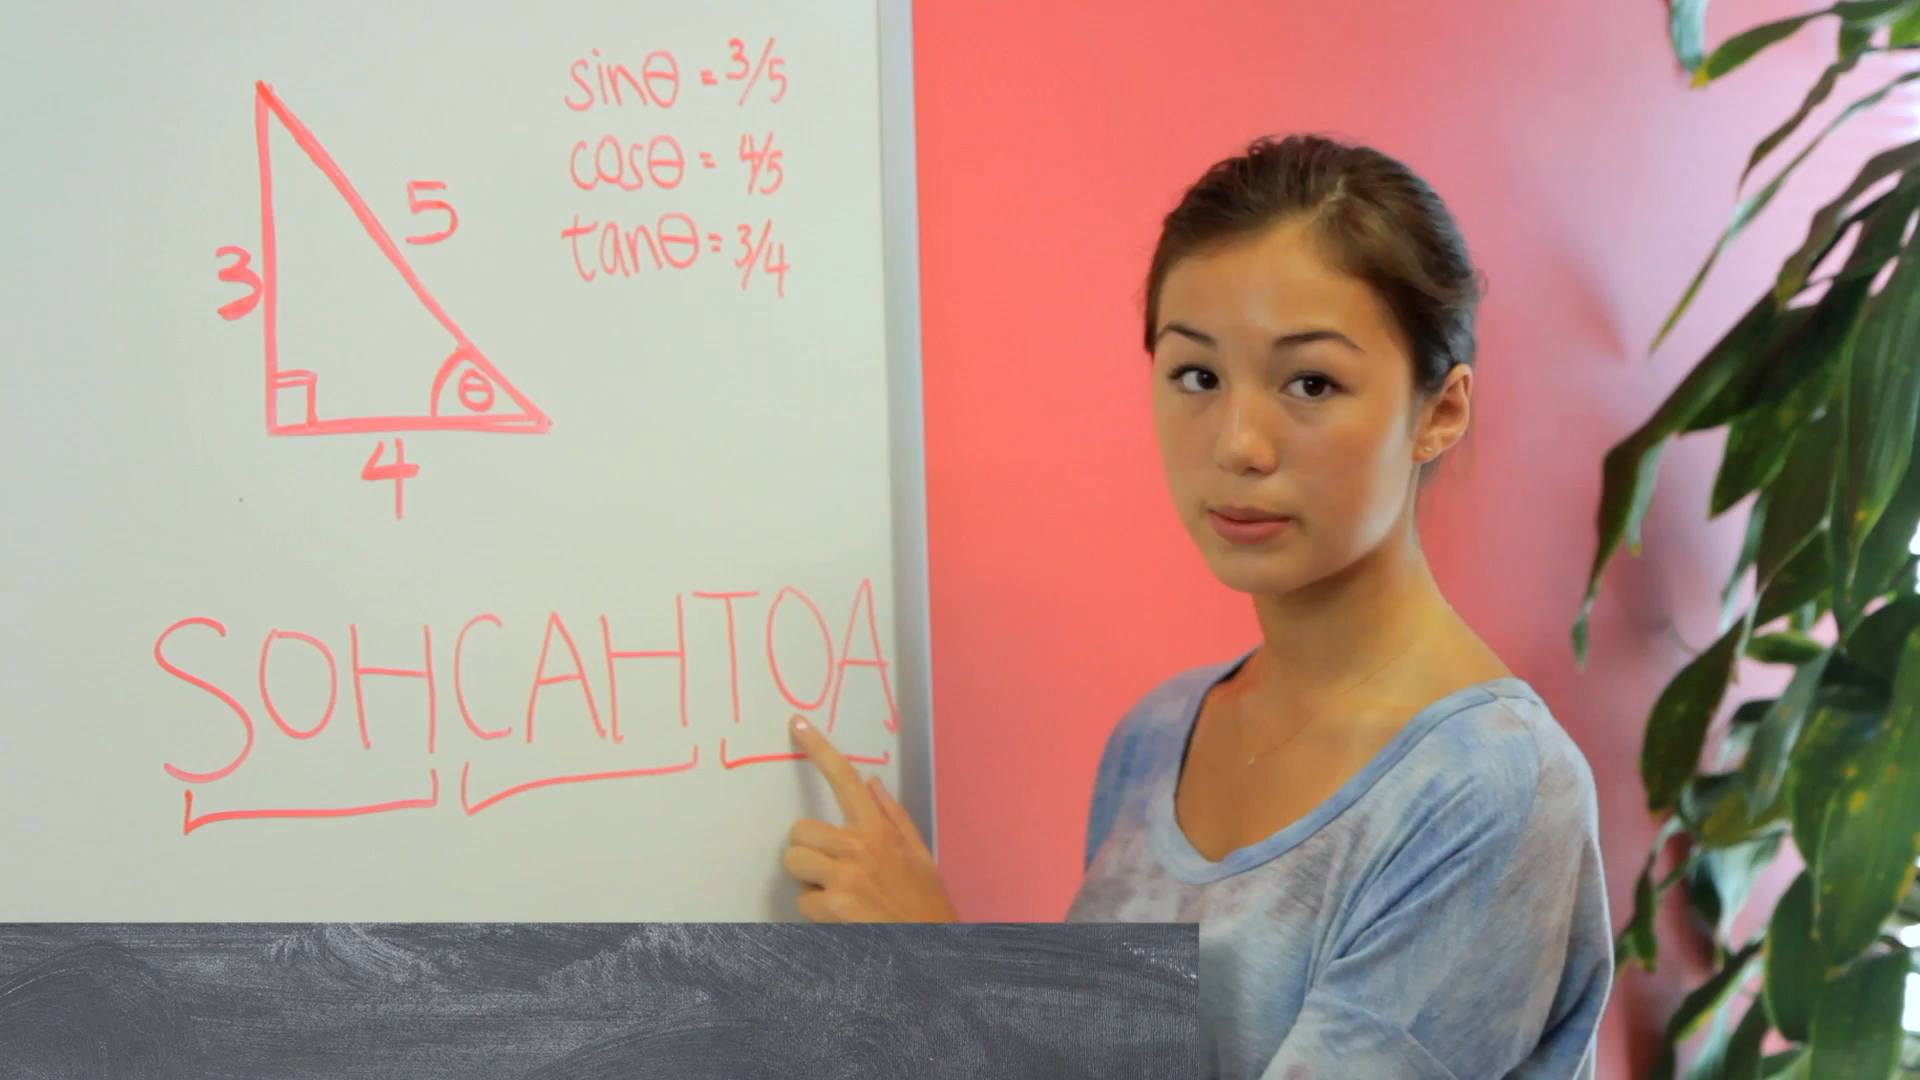 sinθ = 3/5
cosθ = 4/5
tanθ = 3/4
5
3
θ
4
SOHCAHTOA